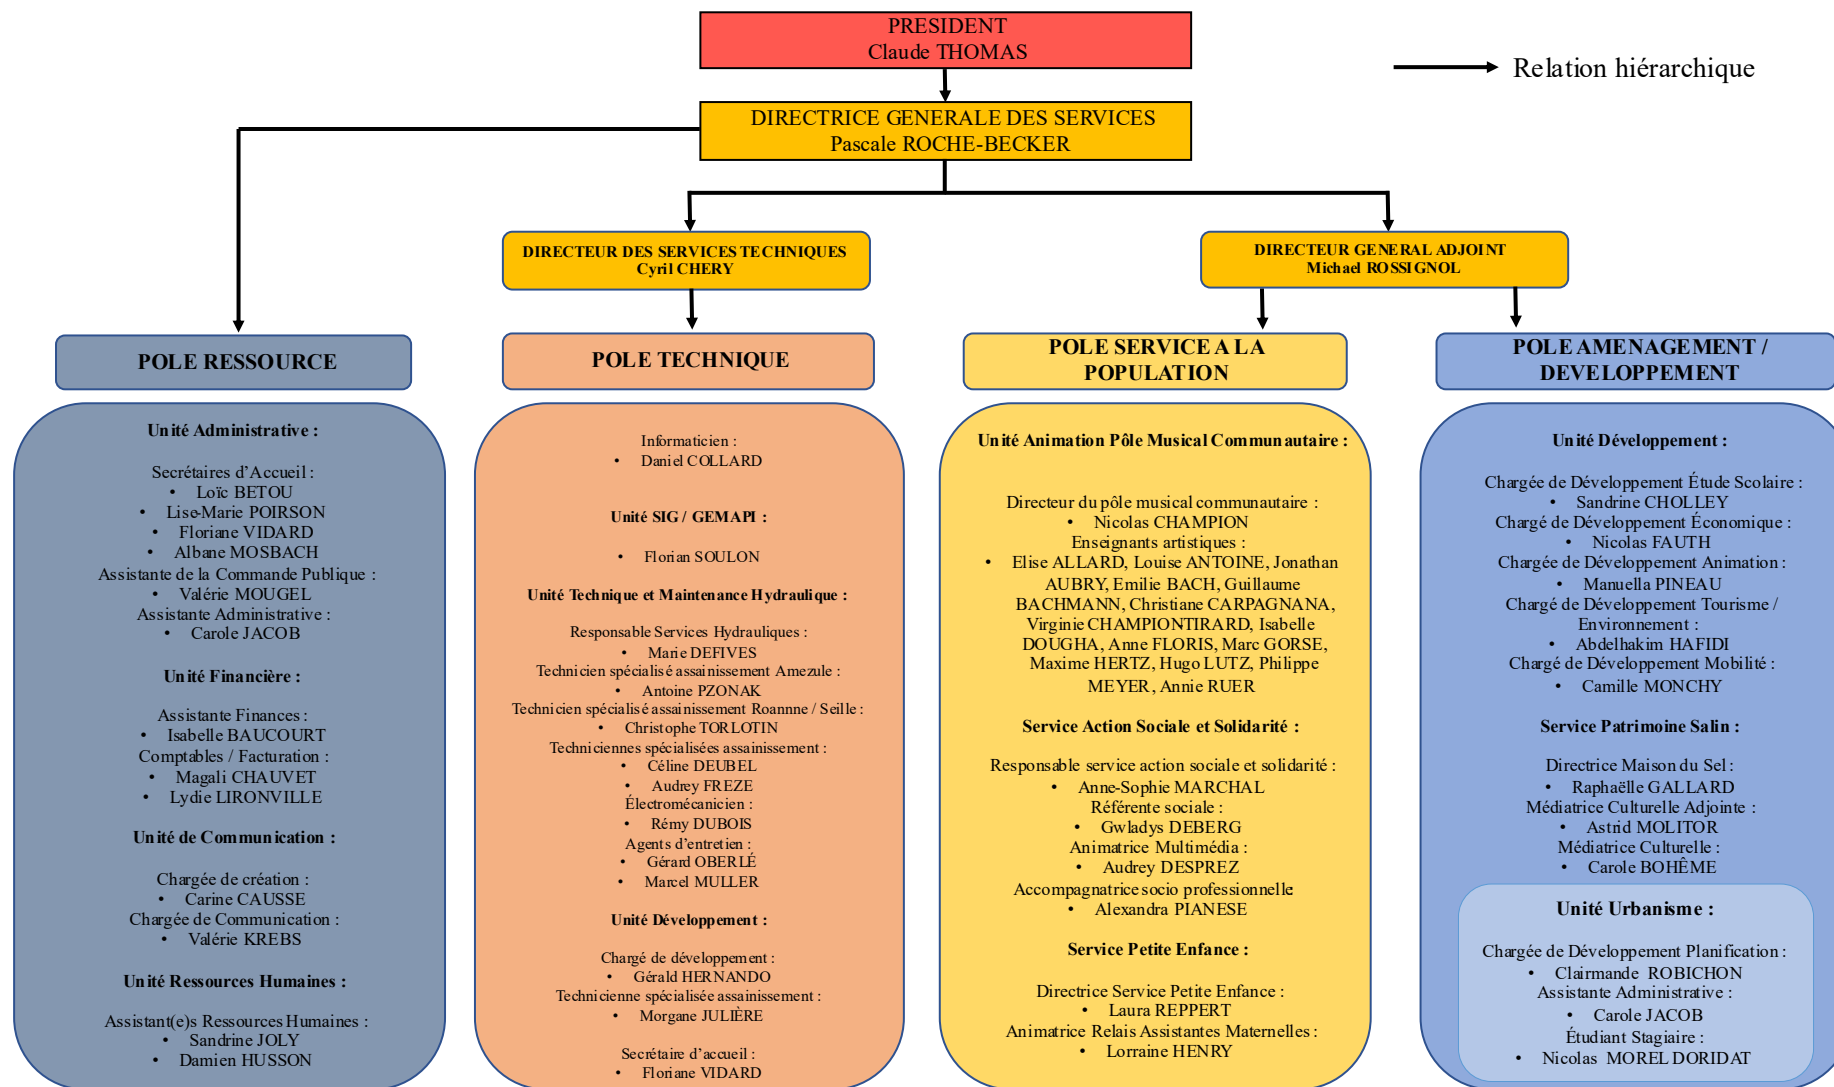 PRESIDENT
Claude THOMAS
Relation hiérarchique
DIRECTRICE GENERALE DES SERVICES
Pascale ROCHE-BECKER
DIRECTEUR DES SERVICES TECHNIQUES
Cyril CHERY
DIRECTEUR GENERAL ADJOINT
Michael ROSSIGNOL
POLE RESSOURCE
Unité Administrative :
Secrétaires d’Accueil :
• Loïc BETOU
• Lise-Marie POIRSON
• Floriane VIDARD
• Albane MOSBACH
Assistante de la Commande Publique :
• Valérie MOUGEL
Assistante Administrative :
• Carole JACOB
Unité Financière :
Assistante Finances :
• Isabelle BAUCOURT
Comptables / Facturation :
• Magali CHAUVET
• Lydie LIRONVILLE
Unité de Communication :
Chargée de création :
• Carine CAUSSE
Chargée de Communication :
• Valérie KREBS
Unité Ressources Humaines :
Assistant(e)s Ressources Humaines :
• Sandrine JOLY
• Damien HUSSON
POLE TECHNIQUE
Informaticien :
• Daniel COLLARD
Unité SIG / GEMAPI :
• Florian SOULON
Unité Technique et Maintenance Hydraulique :
Responsable Services Hydrauliques :
• Marie DEFIVES
Technicien spécialisé assainissement Amezule :
• Antoine PZONAK
Technicien spécialisé assainissement Roannne / Seille :
• Christophe TORLOTIN
Techniciennes spécialisées assainissement :
• Céline DEUBEL
• Audrey FREZE
Électromécanicien :
• Rémy DUBOIS
Agents d’entretien :
• Gérard OBERLÉ
• Marcel MULLER
Unité Développement :
Chargé de développement :
• Gérald HERNANDO
Technicienne spécialisée assainissement :
• Morgane JULIÈRE
Secrétaire d’accueil :
• Floriane VIDARD
POLE SERVICE A LA
POPULATION
Unité Animation Pôle Musical Communautaire :
Directeur du pôle musical communautaire :
• Nicolas CHAMPION
Enseignants artistiques :
• Elise ALLARD, Louise ANTOINE, Jonathan
AUBRY, Emilie BACH, Guillaume
BACHMANN, Christiane CARPAGNANA,
Virginie CHAMPIONTIRARD, Isabelle
DOUGHA, Anne FLORIS, Marc GORSE,
Maxime HERTZ, Hugo LUTZ, Philippe
MEYER, Annie RUER
Service Action Sociale et Solidarité :
Responsable service action sociale et solidarité :
• Anne-Sophie MARCHAL
Référente sociale :
• Gwladys DEBERG
Animatrice Multimédia :
• Audrey DESPREZ
Accompagnatrice socio professionnelle
• Alexandra PIANESE
Service Petite Enfance :
Directrice Service Petite Enfance :
• Laura REPPERT
Animatrice Relais Assistantes Maternelles :
• Lorraine HENRY
POLE AMENAGEMENT /
DEVELOPPEMENT
Unité Développement :
Chargée de Développement Étude Scolaire :
• Sandrine CHOLLEY
Chargé de Développement Économique :
• Nicolas FAUTH
Chargée de Développement Animation :
• Manuella PINEAU
Chargé de Développement Tourisme /
Environnement :
• Abdelhakim HAFIDI
Chargé de Développement Mobilité :
• Camille MONCHY
Service Patrimoine Salin :
Directrice Maison du Sel :
• Raphaëlle GALLARD
Médiatrice Culturelle Adjointe :
• Astrid MOLITOR
Médiatrice Culturelle :
• Carole BOHÊME
Unité Urbanisme :
Chargée de Développement Planification :
• Clairmande ROBICHON
Assistante Administrative :
• Carole JACOB
Étudiant Stagiaire :
• Nicolas MOREL DORIDAT